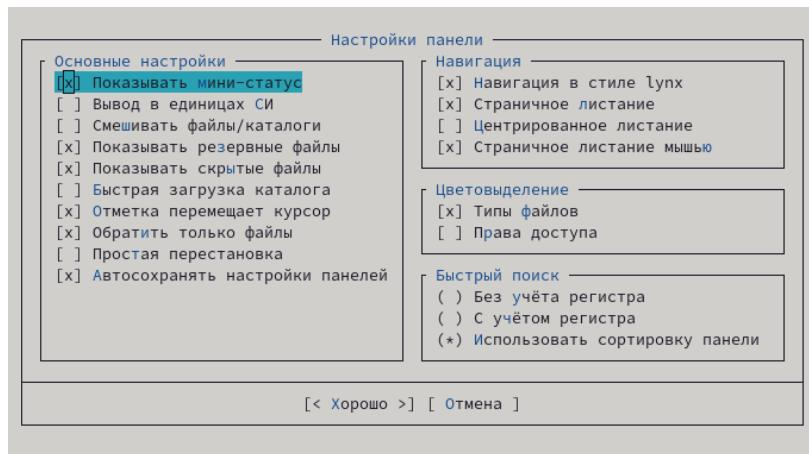 Настройки панели
Основные настройки
[x] Показывать мини-статус
[ ] Вывод в единицах СИ
[ ] Смешивать файлы/каталоги
[x] Показывать резервные файлы
[x] Показывать скрытые файлы
[ ] Быстрая загрузка каталога
[x] Отметка перемещает курсор
[x] Обратить только файлы
[ ] Простая перестановка
[x] Автосохранять настройки панелей
Навигация
[x] Навигация в стиле lynx
[x] Страничное листание
[ ] Центрированное листание
[x] Страничное листание мышью
Цветовыделение
[x] Типы файлов
[ ] Права доступа
Быстрый поиск
( ) Без учёта регистра
( ) С учётом регистра
(*) Использовать сортировку панели
[< Хорошо >] [ Отмена ]